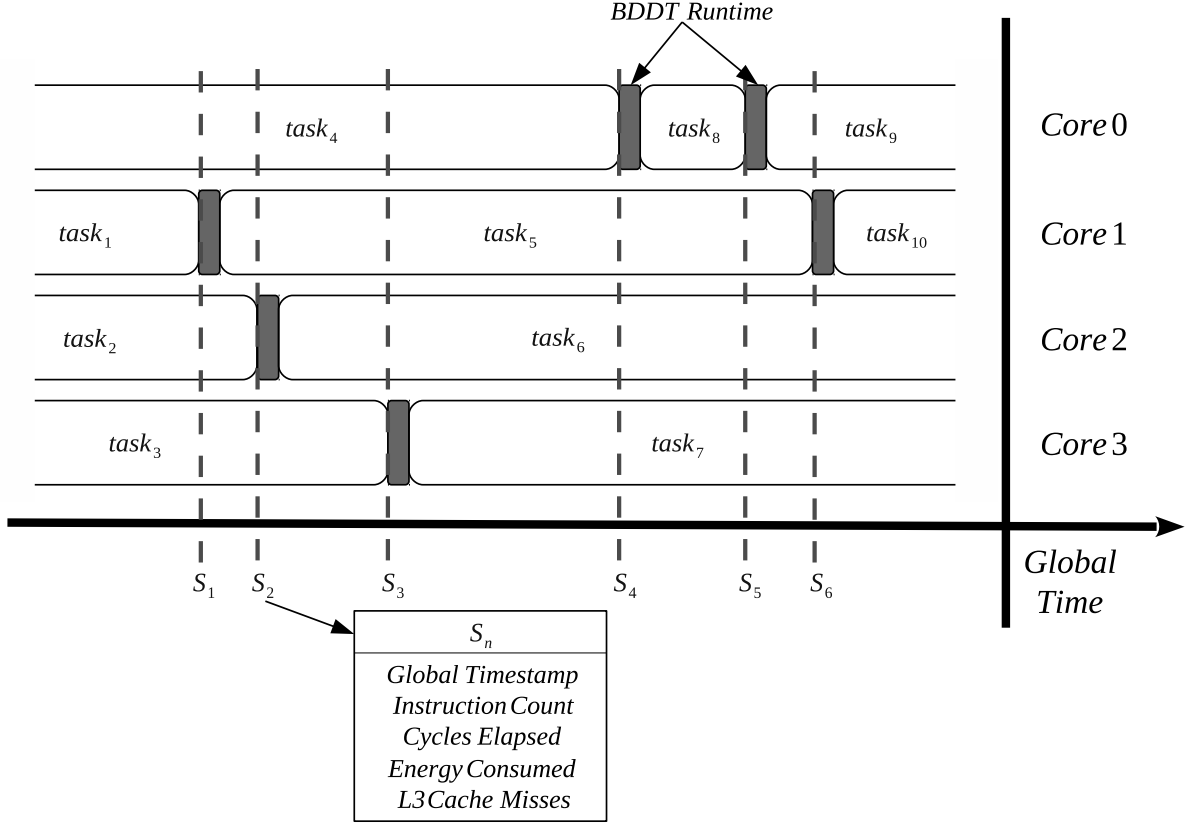 BDDT Runtime
task4 task8 task9 Core 0
task1 task5 task10 Core 1
task2 task6 Core 2
task3 task7 Core 3
S1 S2 S3 S4 S5 S6
Global
Time
Sn
Global Timestamp
Instruction Count
Cycles Elapsed
Energy Consumed
L3 Cache Misses